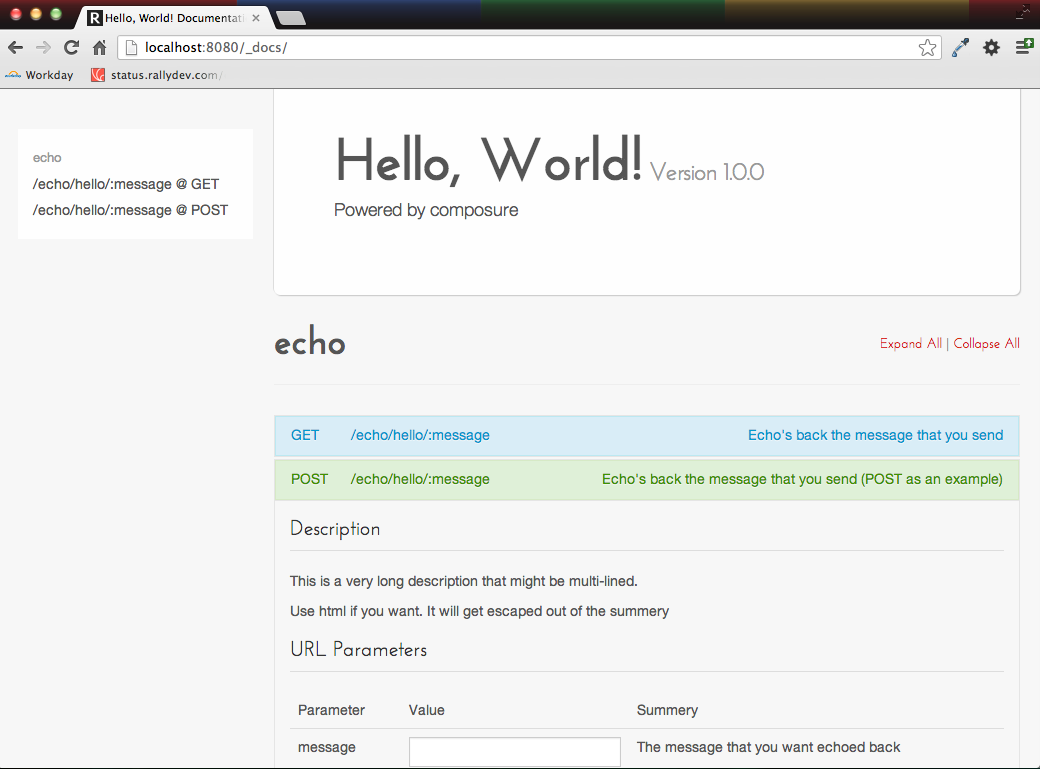 Hello, World! Documentati
localhost:8080/_docs/
Workday status.rallydev.com/
echo
/echo/hello/:message @ GET
/echo/hello/:message @ POST
Hello, World! Version 1.0.0
Powered by composure
echo Expand All | Collapse All
GET /echo/hello/:message Echo's back the message that you send
POST /echo/hello/:message Echo's back the message that you send (POST as an example)
Description
This is a very long description that might be multi-lined.
Use html if you want. It will get escaped out of the summery
URL Parameters
Parameter Value Summery
message The message that you want echoed back